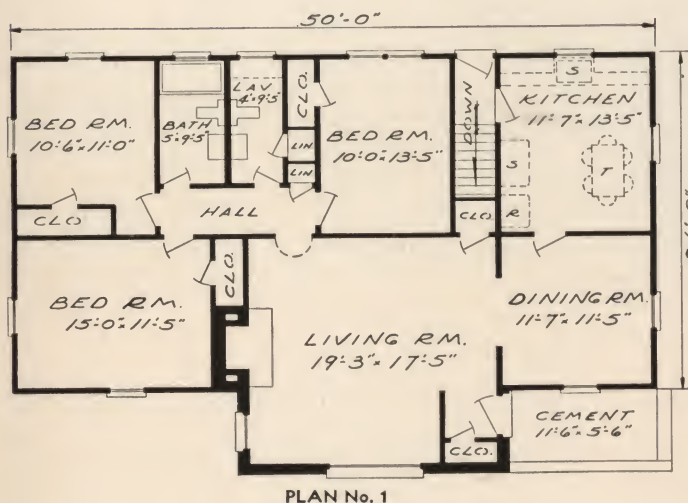 50'-0"
BED RM.
10'-6" x 11'-0"
BATH
5' x 9'-5"
LAV
4' x 9'-5"
CLO.
LIN
LIN
BED RM.
10'-0" x 13'-5"
DOWN
S
KITCHEN
11'-7" x 13'-5"
S
R
T
CLO
HALL
CLO
CLO.
BED RM.
15'-0" x 11'-5"
LIVING RM.
19'-3" x 17'-5"
DINING RM.
11'-7" x 11'-5"
CEMENT
11'-6" x 5'-6"
CLO.
PLAN No. 1